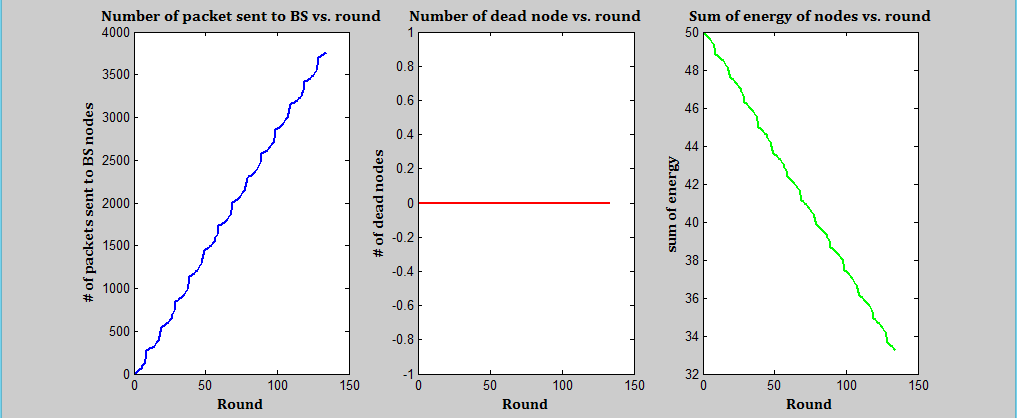 Number of packet sent to BS vs. round
4000
3500
3000
2500
2000
1500
1000
500
0
0 50 100 150
# of packets sent to BS nodes
Round
Number of dead node vs. round
1
0.8
0.6
0.4
0.2
0
-0.2
-0.4
-0.6
-0.8
-1
0 50 100 150
# of dead nodes
Round
Sum of energy of nodes vs. round
50
48
46
44
42
40
38
36
34
32
0 50 100 150
sum of energy
Round